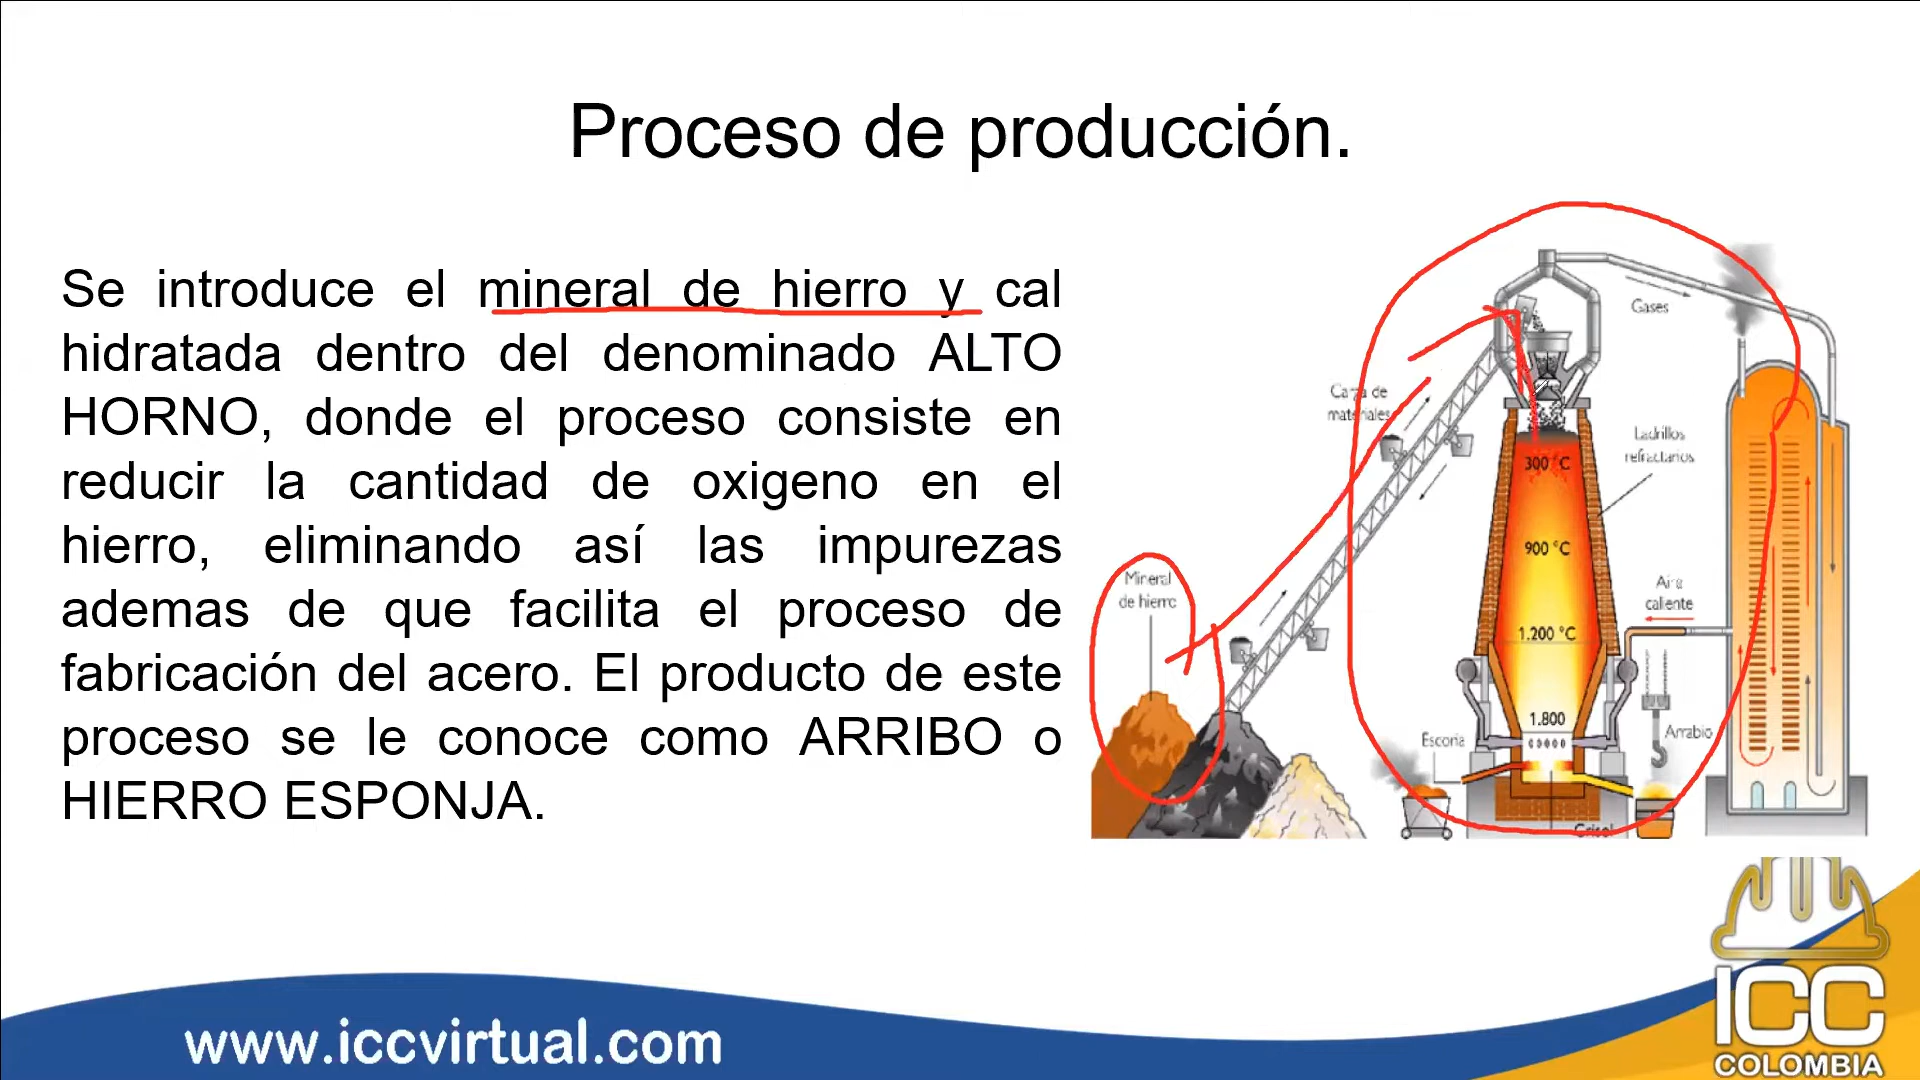 Proceso de producción.
Se introduce el mineral de hierro y cal
hidratada dentro del denominado ALTO
HORNO, donde el proceso consiste en
reducir la cantidad de oxigeno en el
hierro, eliminando así las impurezas
ademas de que facilita el proceso de
fabricación del acero. El producto de este
proceso se le conoce como ARRIBO o
HIERRO ESPONJA.
Gases
Carga de
materiales
Ladrillos
refractarios
300 °C
900 °C
Mineral
de hierro
Aire
caliente
1.200 °C
1.800
Escoria
Arrabio
Crisol
www.iccvirtual.com
ICC
COLOMBIA